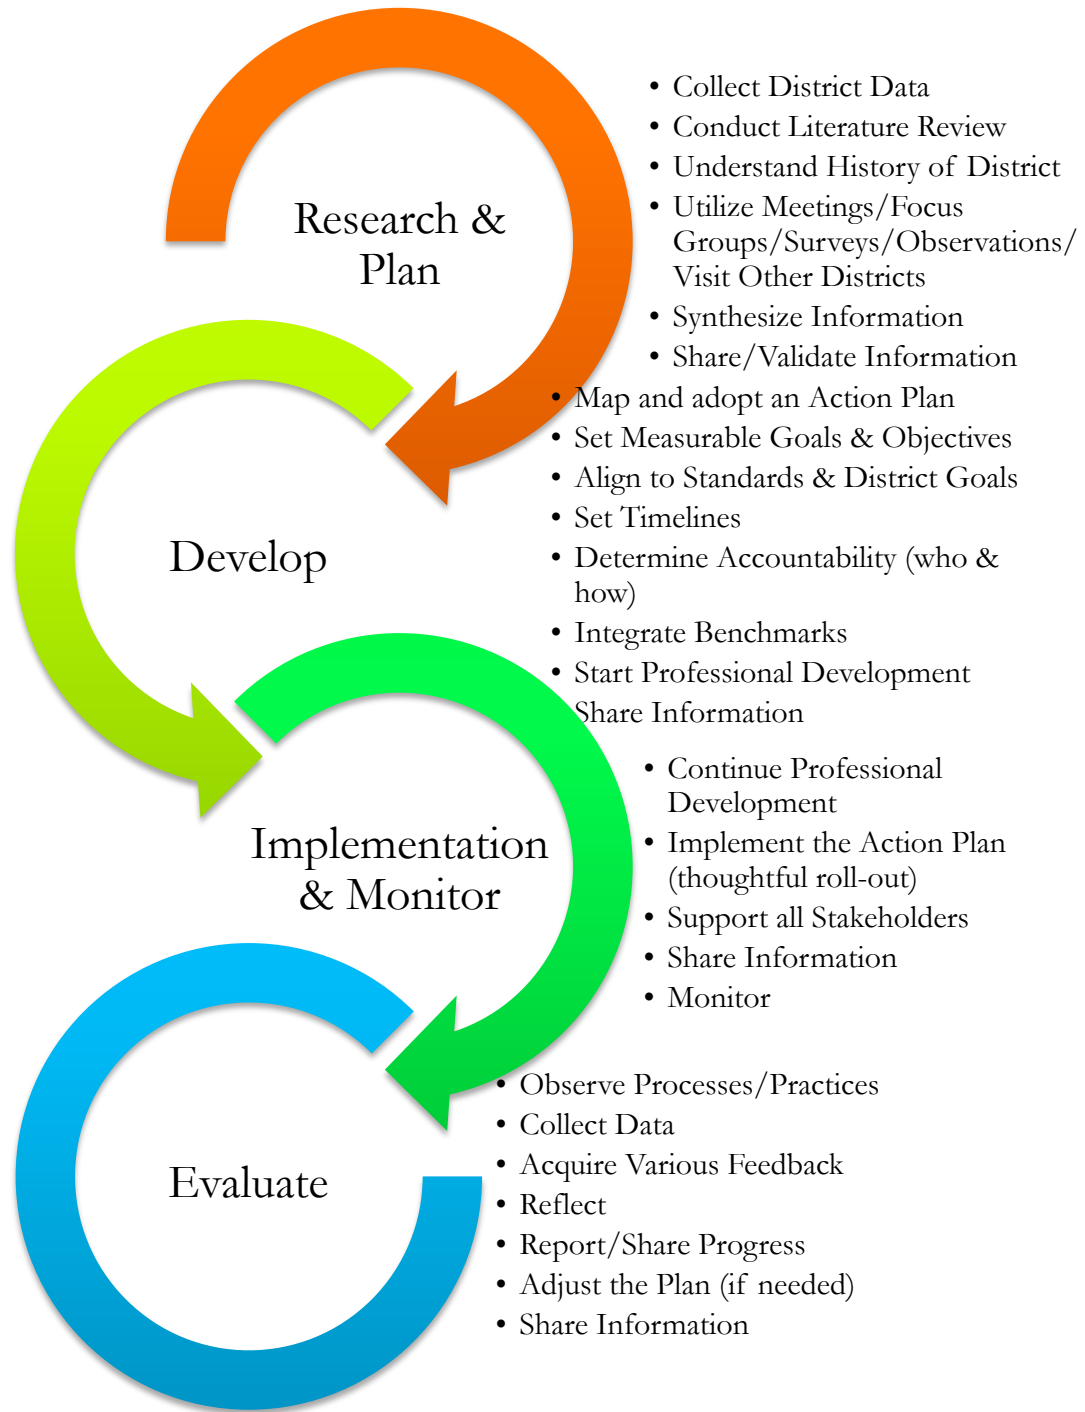 Research &
Plan
• Collect District Data
• Conduct Literature Review
• Understand History of District
• Utilize Meetings/Focus
Groups/Surveys/Observations/
Visit Other Districts
• Synthesize Information
• Share/Validate Information
Develop
• Map and adopt an Action Plan
• Set Measurable Goals & Objectives
• Align to Standards & District Goals
• Set Timelines
• Determine Accountability (who &
how)
• Integrate Benchmarks
• Start Professional Development
Share Information
Implementation
& Monitor
• Continue Professional
Development
• Implement the Action Plan
(thoughtful roll-out)
• Support all Stakeholders
• Share Information
• Monitor
Evaluate
• Observe Processes/Practices
• Collect Data
• Acquire Various Feedback
• Reflect
• Report/Share Progress
• Adjust the Plan (if needed)
• Share Information